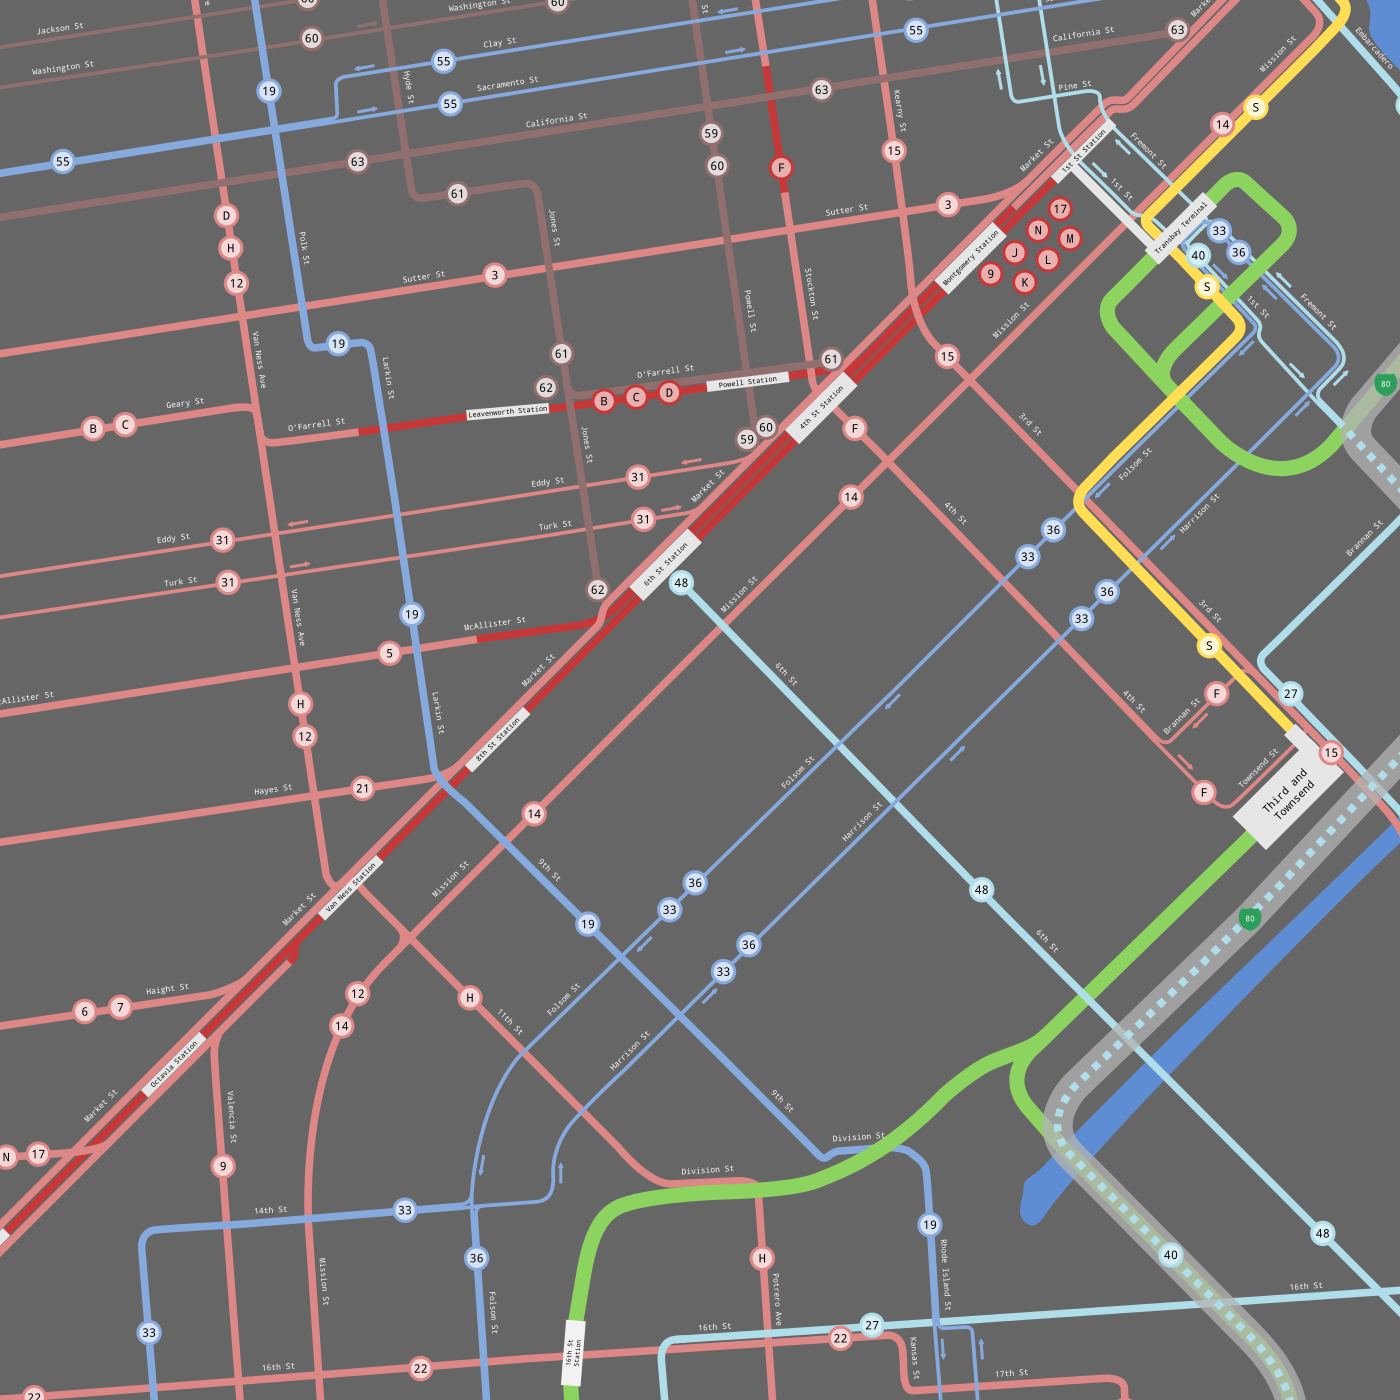 60
60
Washington St
Jackson St
60
Washington St
Hyde St
Clay St
55
55
Sacramento St
55
19
California St
63
63
Kearny St
California St
63
Mission St
Market St
Embarcadero
Pine St
S
14
Fremont St
1st St Station
Market St
1st St
55
63
59
60
F
15
61
D
H
12
Polk St
Jones St
Sutter St
3
Sutter St
3
17
N
M
J
L
9
K
Montgomery Station
Transbay Terminal
33
36
40
S
1st St
Fremont St
Stockton St
Powell St
Mission St
19
Van Ness Ave
Larkin St
61
62
O'Farrell St
61
15
80
Leavenworth Station
B
C
D
Powell Station
4th St Station
Geary St
B
C
O'Farrell St
Jones St
59
60
F
3rd St
31
Eddy St
Market St
14
4th St
Folsom St
Harrison St
31
Turk St
Eddy St
31
Turk St
31
36
33
Brannan St
6th St Station
62
48
Mission St
36
33
3rd St
Van Ness Ave
19
McAllister St
5
Market St
6th St
S
F
27
4th St
Brannan St
H
12
Larkin St
8th St Station
Folsom St
15
Townsend St
Third and
Townsend
F
Hayes St
21
14
Harrison St
Van Ness Station
Mission St
9th St
36
33
48
80
Market St
19
36
33
6th St
Haight St
6
7
12
14
H
11th St
Folsom St
Harrison St
Octavia Station
Market St
Valencia St
9th St
N
17
9
Division St
Division St
14th St
33
19
48
Mission St
36
H
Rhode Island St
40
Folsom St
Potrero Ave
16th St
33
16th St
Station
16th St
27
22
Kansas St
16th St
22
17th St
22